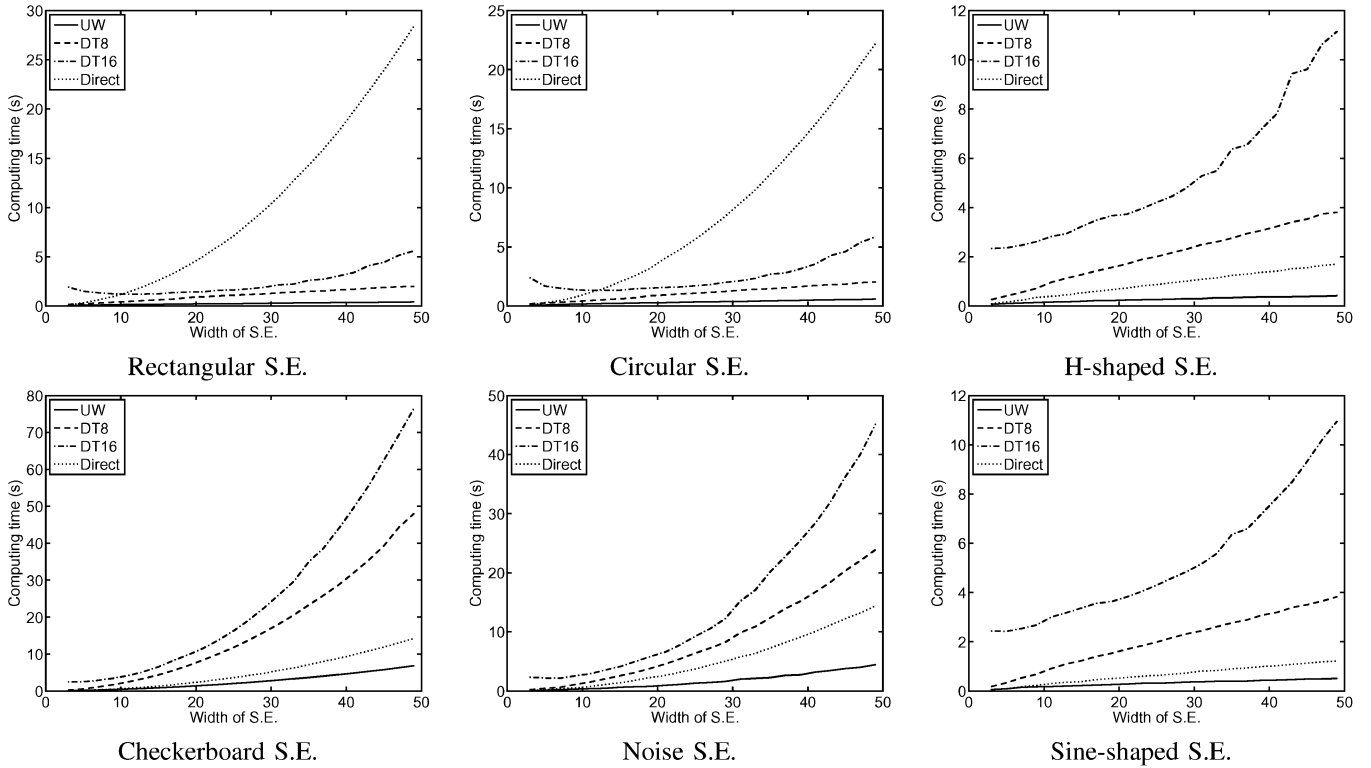 30
25
20
15
10
5
0
Computing time (s)
UW
DT8
DT16
Direct
0 10 20 30 40 50
Width of S.E.
Rectangular S.E.
25
20
15
10
5
0
Computing time (s)
UW
DT8
DT16
Direct
0 10 20 30 40 50
Width of S.E.
Circular S.E.
12
10
8
6
4
2
0
Computing time (s)
UW
DT8
DT16
Direct
0 10 20 30 40 50
Width of S.E.
H-shaped S.E.
80
70
60
50
40
30
20
10
0
Computing time (s)
UW
DT8
DT16
Direct
0 10 20 30 40 50
Width of S.E.
Checkerboard S.E.
50
40
30
20
10
0
Computing time (s)
UW
DT8
DT16
Direct
0 10 20 30 40 50
Width of S.E.
Noise S.E.
12
10
8
6
4
2
0
Computing time (s)
UW
DT8
DT16
Direct
0 10 20 30 40 50
Width of S.E.
Sine-shaped S.E.